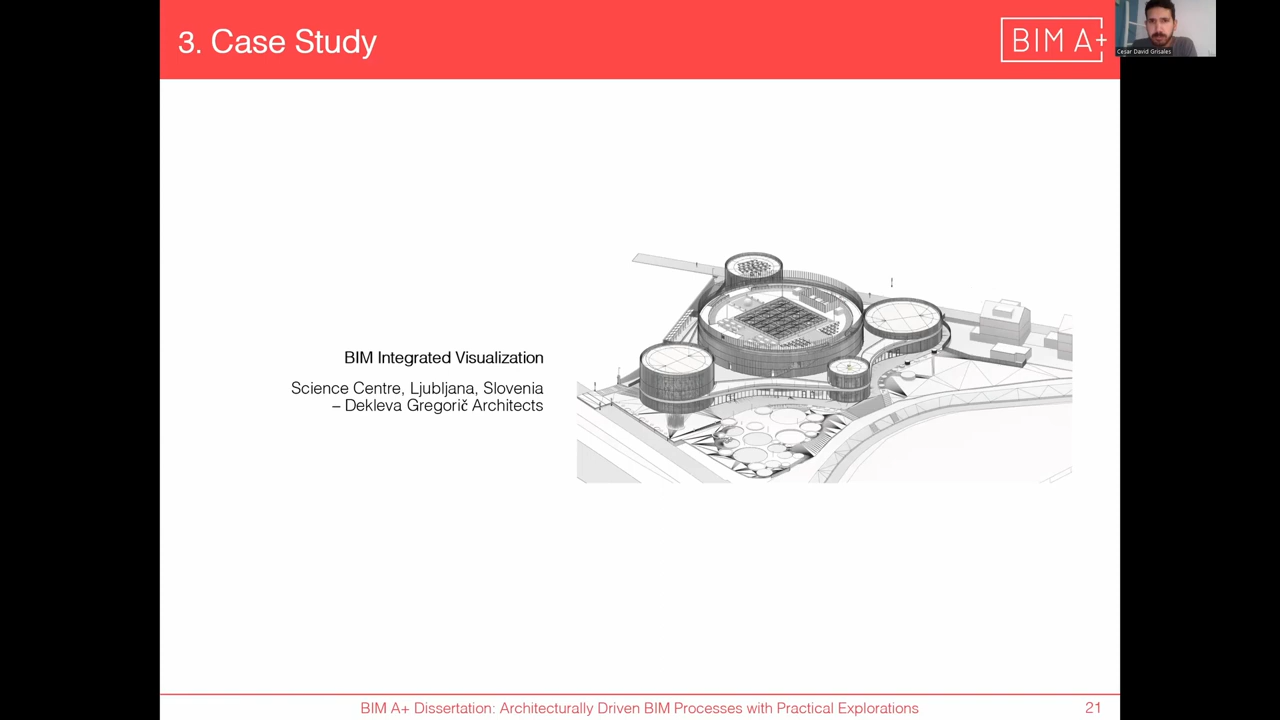 3. Case Study
BIM A+
Cesar David Grisales
BIM Integrated Visualization
Science Centre, Ljubljana, Slovenia
– Dekleva Gregorič Architects
BIM A+ Dissertation: Architecturally Driven BIM Processes with Practical Explorations
21